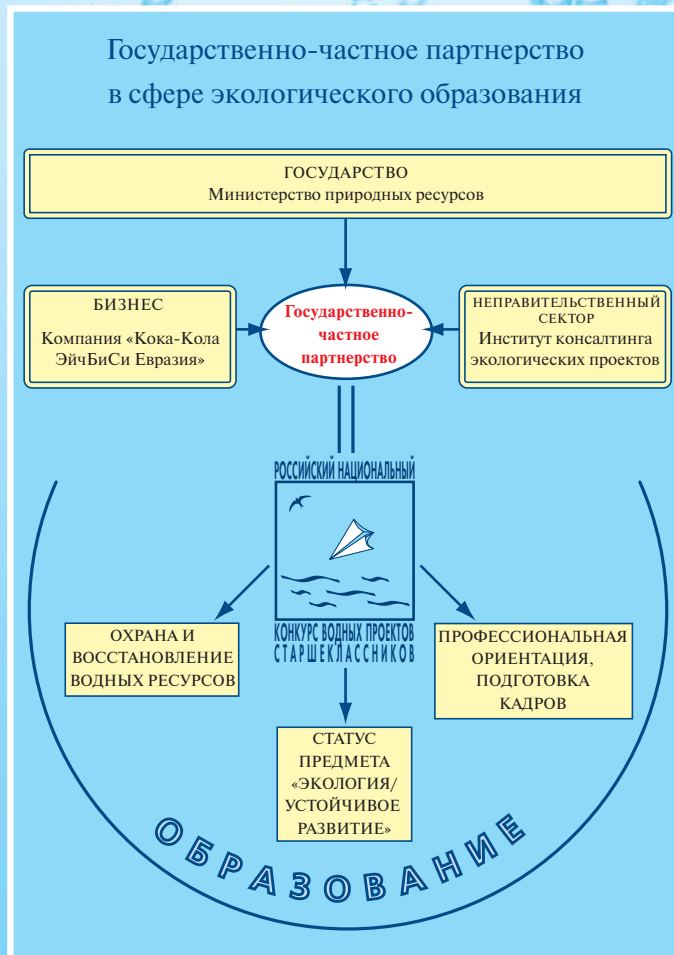 Государственно-частное партнерство
в сфере экологического образования
ГОСУДАРСТВО
Министерство природных ресурсов
БИЗНЕС
Компания «Кока-Кола
ЭйчБиСи Евразия»
Государственно-
частное
партнерство
НЕПРАВИТЕЛЬСТВЕННЫЙ
СЕКТОР
Институт консалтинга
экологических проектов
РОССИЙСКИЙ НАЦИОНАЛЬНЫЙ
КОНКУРС ВОДНЫХ ПРОЕКТОВ
СТАРШЕКЛАССНИКОВ
ОХРАНА И
ВОССТАНОВЛЕНИЕ
ВОДНЫХ РЕСУРСОВ
ПРОФЕССИОНАЛЬНАЯ
ОРИЕНТАЦИЯ,
ПОДГОТОВКА
КАДРОВ
СТАТУС
ПРЕДМЕТА
«ЭКОЛОГИЯ/
УСТОЙЧИВОЕ
РАЗВИТИЕ»
ОБРАЗОВАНИЕ